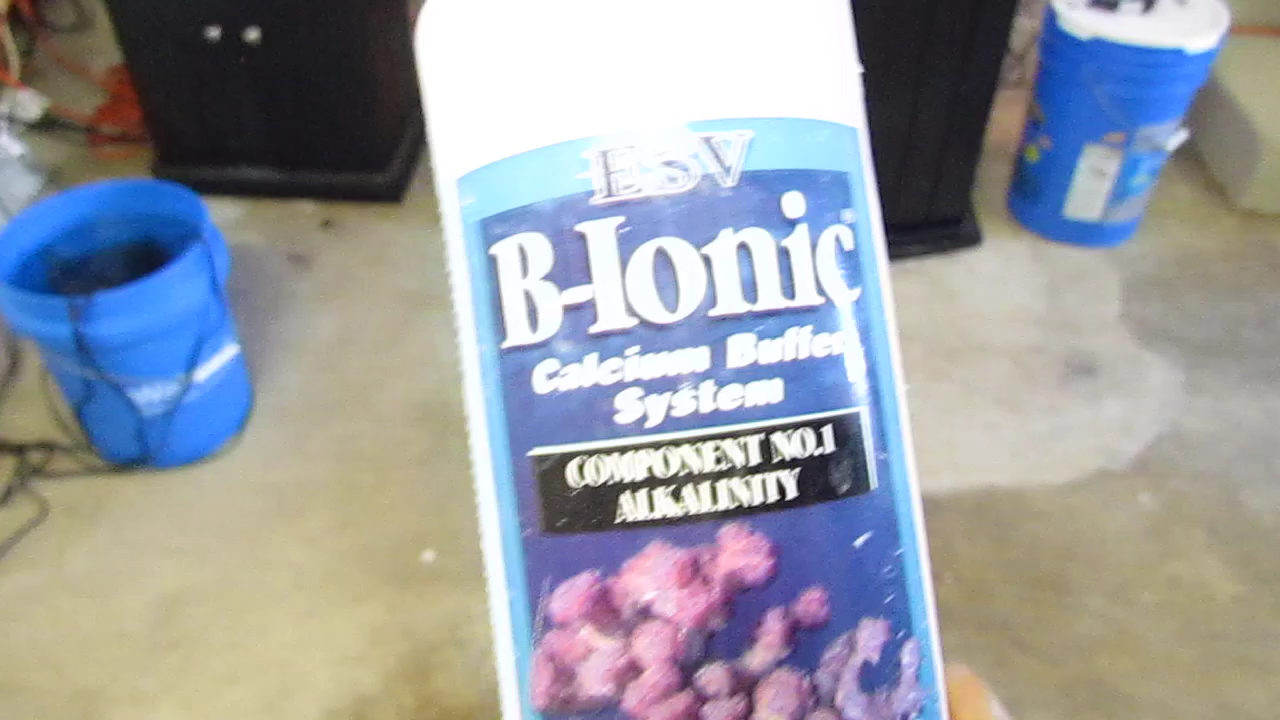 ESV
B-Ionic
Calcium Buffer
System
COMPONENT NO.1
ALKALINITY